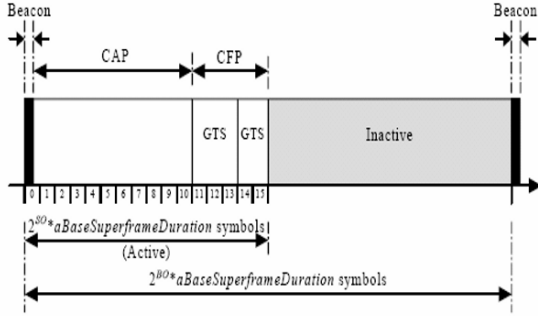 Beacon Beacon
CAP CFP
GTS GTS Inactive
0 1 2 3 4 5 6 7 8 9 10 11 12 13 14 15
2^SO*aBaseSuperframeDuration symbols
(Active)
2^BO*aBaseSuperframeDuration symbols